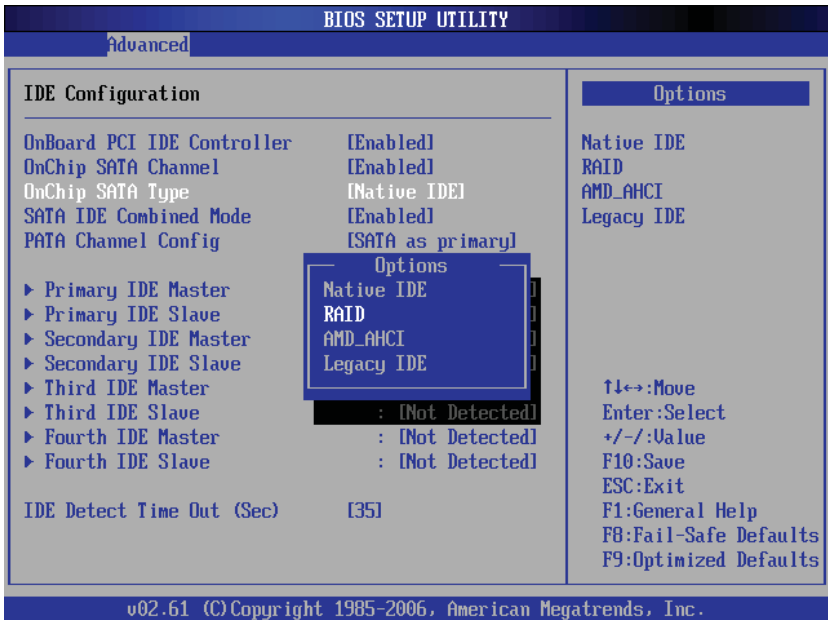 BIOS SETUP UTILITY
Advanced
IDE Configuration
OnBoard PCI IDE Controller [Enabled]
OnChip SATA Channel [Enabled]
OnChip SATA Type [Native IDE]
SATA IDE Combined Mode [Enabled]
PATA Channel Config [SATA as primary]
▶ Primary IDE Master ]
▶ Primary IDE Slave ]
▶ Secondary IDE Master ]
▶ Secondary IDE Slave ]
▶ Third IDE Master
▶ Third IDE Slave : [Not Detected]
▶ Fourth IDE Master : [Not Detected]
▶ Fourth IDE Slave : [Not Detected]
IDE Detect Time Out (Sec) [35]
Options
Native IDE
RAID
AMD_AHCI
Legacy IDE
Options
Native IDE
RAID
AMD_AHCI
Legacy IDE
↑↓←→:Move
Enter:Select
+/-/:Value
F10:Save
ESC:Exit
F1:General Help
F8:Fail-Safe Defaults
F9:Optimized Defaults
v02.61 (C)Copyright 1985-2006, American Megatrends, Inc.